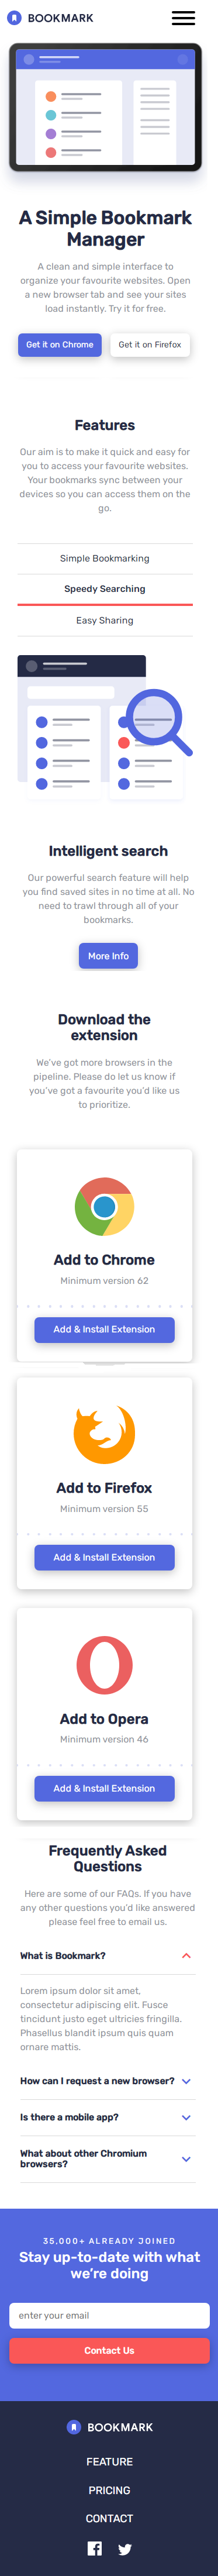 BOOKMARK
A Simple Bookmark
Manager
A clean and simple interface to
organize your favourite websites. Open
a new browser tab and see your sites
load instantly. Try it for free.
Get it on Chrome
Get it on Firefox
Features
Our aim is to make it quick and easy for
you to access your favourite websites.
Your bookmarks sync between your
devices so you can access them on the
go.
Simple Bookmarking
Speedy Searching
Easy Sharing
Intelligent search
Our powerful search feature will help
you find saved sites in no time at all. No
need to trawl through all of your
bookmarks.
More Info
Download the
extension
We've got more browsers in the
pipeline. Please do let us know if
you've got a favourite you'd like us
to prioritize.
Add to Chrome
Minimum version 62
Add & Install Extension
Add to Firefox
Minimum version 55
Add & Install Extension
Add to Opera
Minimum version 46
Add & Install Extension
Frequently Asked
Questions
Here are some of our FAQs. If you have
any other questions you'd like answered
please feel free to email us.
What is Bookmark?
Lorem ipsum dolor sit amet,
consectetur adipiscing elit. Fusce
tincidunt justo eget ultricies fringilla.
Phasellus blandit ipsum quis quam
ornare mattis.
How can I request a new browser?
Is there a mobile app?
What about other Chromium
browsers?
35,000+ ALREADY JOINED
Stay up-to-date with what
we're doing
enter your email
Contact Us
BOOKMARK
FEATURE
PRICING
CONTACT